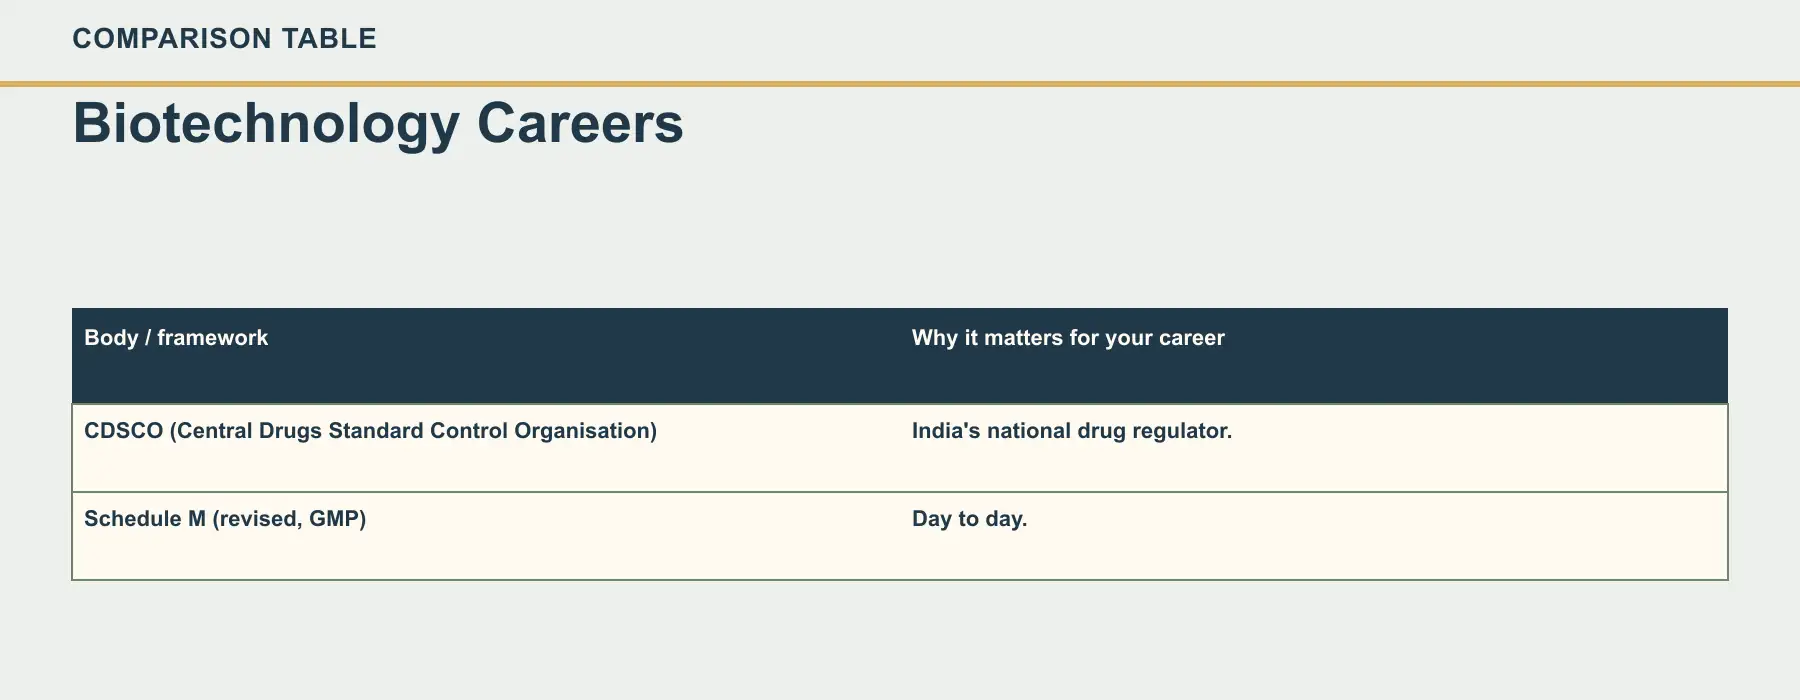 COMPARISON TABLE
Biotechnology Careers
Body / framework
Why it matters for your career
CDSCO (Central Drugs Standard Control Organisation)
India's national drug regulator.
Schedule M (revised, GMP)
Day to day.